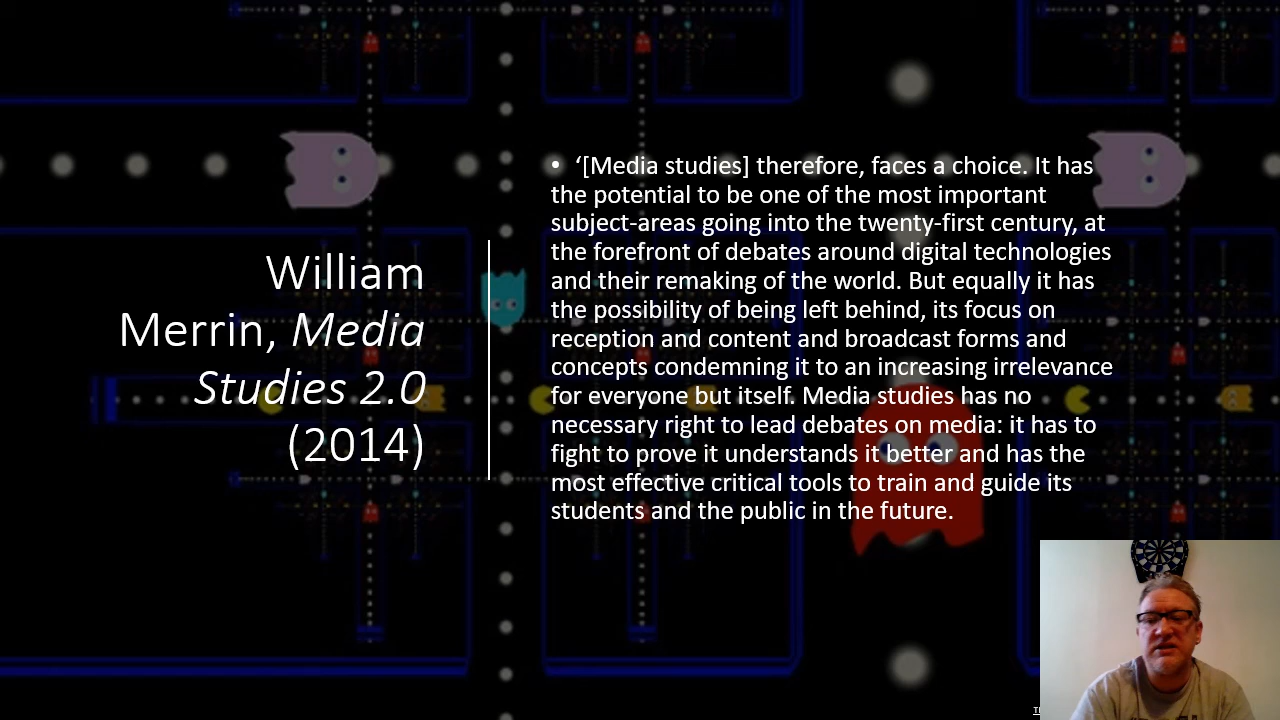 William
Merrin, Media
Studies 2.0
(2014)
• ‘[Media studies] therefore, faces a choice. It has
the potential to be one of the most important
subject-areas going into the twenty-first century, at
the forefront of debates around digital technologies
and their remaking of the world. But equally it has
the possibility of being left behind, its focus on
reception and content and broadcast forms and
concepts condemning it to an increasing irrelevance
for everyone but itself. Media studies has no
necessary right to lead debates on media: it has to
fight to prove it understands it better and has the
most effective critical tools to train and guide its
students and the public in the future.